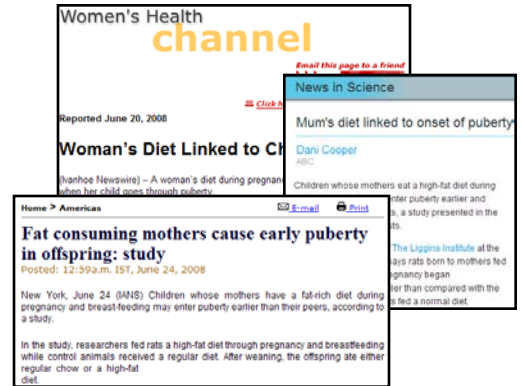 Women's Health
channel
Email this page to a friend
Click h
Reported June 20, 2008
Woman's Diet Linked to Ch
(Ivanhoe Newswire) – A woman's diet during pregnan
when her child goes through puberty.
News in Science
Mum's diet linked to onset of puberty
Dani Cooper
ABC
Children whose mothers eat a high-fat diet during
nter puberty earlier and
s, a study presented in the
ts.
The Liggins Institute at the
says rats born to mothers fed
egnancy began
lier than compared with the
s fed a normal diet.
Home > Americas
E-mail
Print
Fat consuming mothers cause early puberty
in offspring: study
Posted: 12:59a.m. IST, June 24, 2008
New York, June 24 (IANS) Children whose mothers have a fat-rich diet during
pregnancy and breast-feeding may enter puberty earlier than their peers, according to
a study.
In the study, researchers fed rats a high-fat diet through pregnancy and breastfeeding
while control animals received a regular diet. After weaning, the offspring ate either
regular chow or a high-fat
diet.